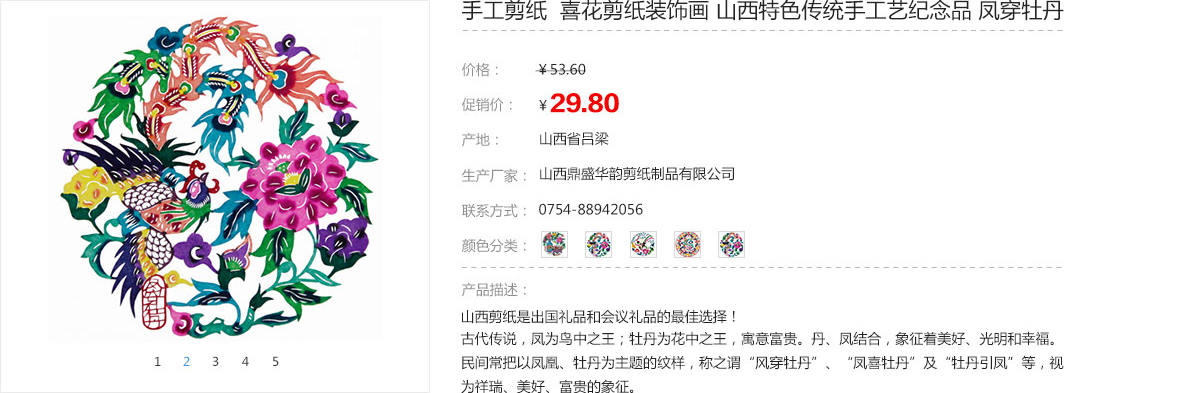 手工剪纸 喜花剪纸装饰画 山西特色传统手工艺纪念品 凤穿牡丹
价格： ¥ 53.60
促销价： ¥ 29.80
产地： 山西省吕梁
生产厂家： 山西鼎盛华韵剪纸制品有限公司
联系方式： 0754-88942056
颜色分类：
1 2 3 4 5
产品描述：
山西剪纸是出国礼品和会议礼品的最佳选择！
古代传说，凤为鸟中之王；牡丹为花中之王，寓意富贵。丹、凤结合，象征着美好、光明和幸福。
民间常把以凤凰、牡丹为主题的纹样，称之谓“风穿牡丹”、“凤喜牡丹”及“牡丹引凤”等，视
为祥瑞、美好、富贵的象征。